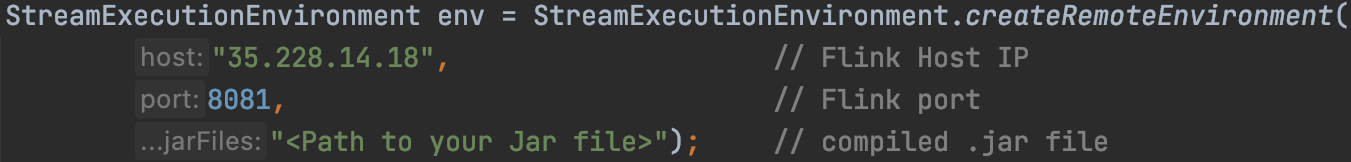 StreamExecutionEnvironment env = StreamExecutionEnvironment.createRemoteEnvironment(
host: "35.228.14.18", // Flink Host IP
port: 8081, // Flink port
...jarFiles: "<Path to your Jar file>"); // compiled .jar file